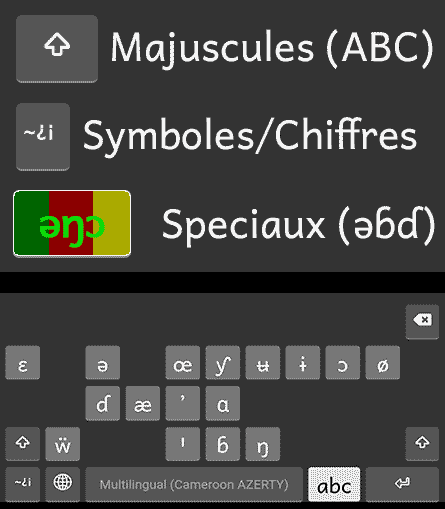 Majuscules (ABC)
~¿¡ Symboles/Chiffres
əŋɔ Speciaux (əɓɗ)
ɛ ə œ ƴ ʉ ɨ ɔ ø
ɗ æ ’ ɑ
ẅ ˈ ɓ ŋ
~¿¡ Multilingual (Cameroon AZERTY) abc